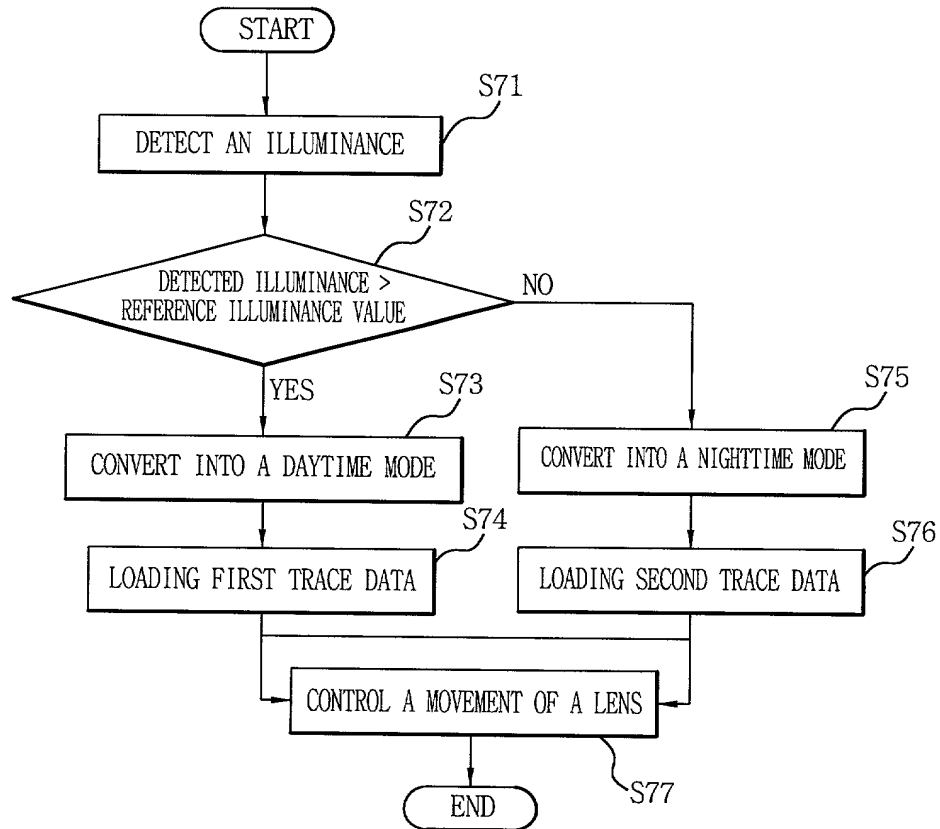 START
S71
DETECT AN ILLUMINANCE
S72
DETECTED ILLUMINANCE >
REFERENCE ILLUMINANCE VALUE
NO
YES
S73
S75
CONVERT INTO A DAYTIME MODE
CONVERT INTO A NIGHTTIME MODE
S74
S76
LOADING FIRST TRACE DATA
LOADING SECOND TRACE DATA
CONTROL A MOVEMENT OF A LENS
S77
END